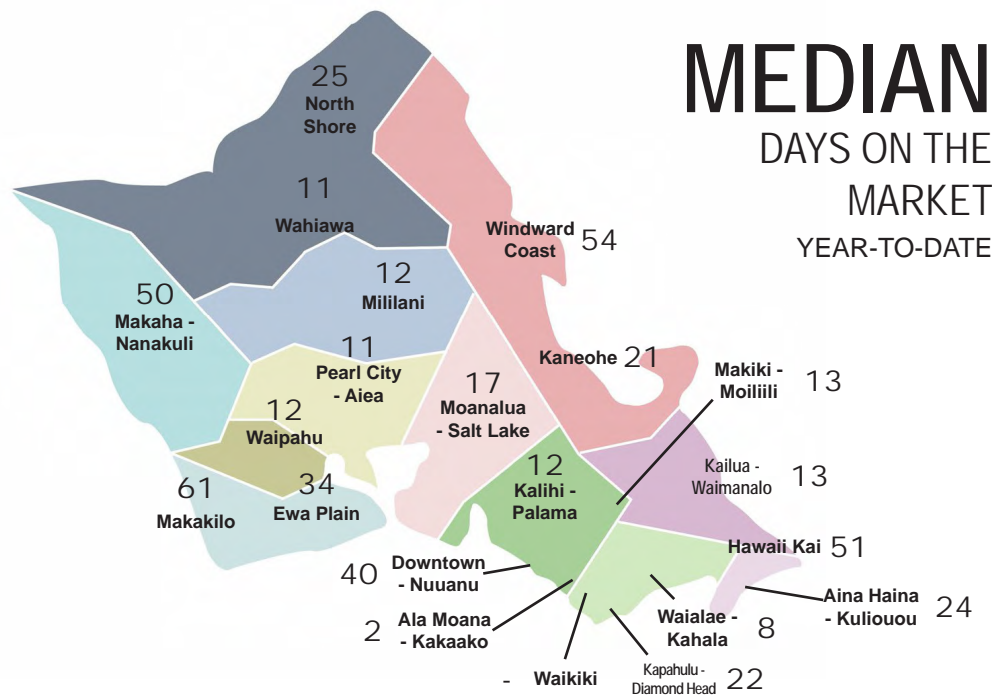 MEDIAN
DAYS ON THE
MARKET
YEAR-TO-DATE
25
North
Shore
11
Wahiawa
Windward
Coast 54
12
Mililani
50
Makaha -
Nanakuli
11
Pearl City
- Aiea
Kaneohe 21
Makiki -
Moiliili 13
17
Moanalua
- Salt Lake
12
Waipahu
12
Kalihi -
Palama
Kailua -
Waimanalo 13
61
Makakilo
34
Ewa Plain
Hawaii Kai 51
40 Downtown
- Nuuanu
Aina Haina
- Kuliouou 24
2 Ala Moana
- Kakaako
Waialae -
Kahala 8
- Waikiki
Kapahulu -
Diamond Head 22